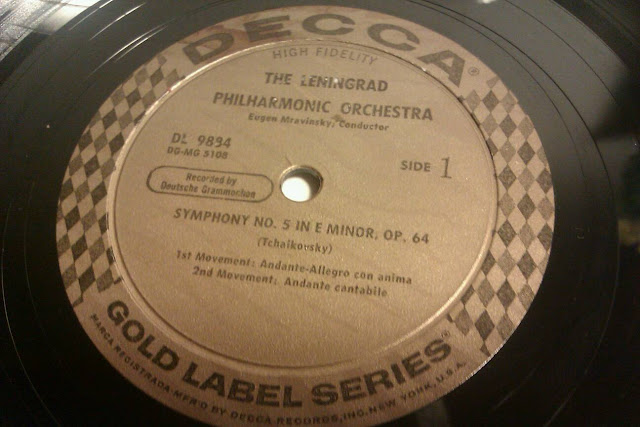 DECCA®
HIGH FIDELITY
THE LENINGRAD
PHILHARMONIC ORCHESTRA
Eugen Mravinsky, Conductor
DL 9884
DG-MG 5108
SIDE 1
Recorded by
Deutsche Grammophon
SYMPHONY NO. 5 IN E MINOR, OP. 64
(Tchaikovsky)
1st Movement: Andante-Allegro con anima
2nd Movement: Andante cantabile
GOLD LABEL SERIES®
MARCA REGISTRADA-MFR'D BY DECCA RECORDS, INC. NEW YORK, U.S.A.